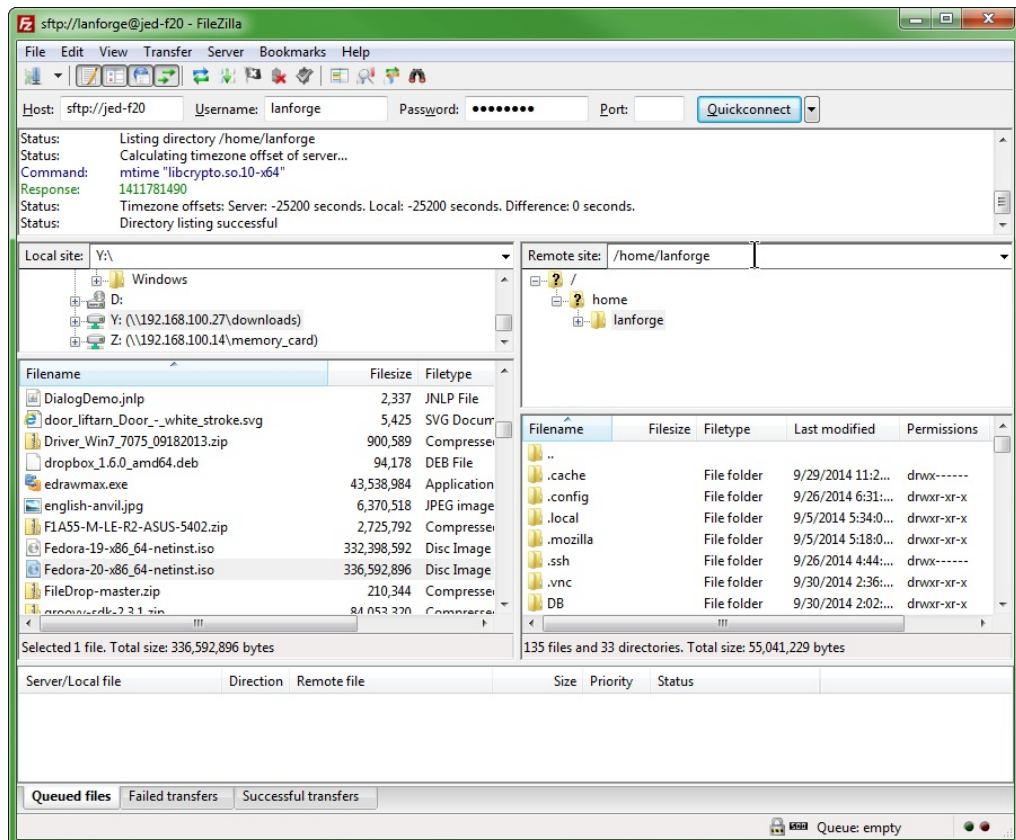 sftp://lanforge@jed-f20 - FileZilla
File Edit View Transfer Server Bookmarks Help
Host: sftp://jed-f20 Username: lanforge Password: ●●●●●●●● Port: Quickconnect
Status: Listing directory /home/lanforge
Status: Calculating timezone offset of server...
Command: mtime "libcrypto.so.10-x64"
Response: 1411781490
Status: Timezone offsets: Server: -25200 seconds. Local: -25200 seconds. Difference: 0 seconds.
Status: Directory listing successful
Local site: Y:\
Windows
D:
Y: (\\192.168.100.27\downloads)
Z: (\\192.168.100.14\memory_card)
Filename Filesize Filetype
DialogDemo.jnlp 2,337 JNLP File
door_liftarn_Door_-_white_stroke.svg 5,425 SVG Docum
Driver_Win7_7075_09182013.zip 900,589 Compresse
dropbox_1.6.0_amd64.deb 94,178 DEB File
edrawmax.exe 43,538,984 Application
english-anvil.jpg 6,370,518 JPEG image
F1A55-M-LE-R2-ASUS-5402.zip 2,725,792 Compresse
Fedora-19-x86_64-netinst.iso 332,398,592 Disc Image
Fedora-20-x86_64-netinst.iso 336,592,896 Disc Image
FileDrop-master.zip 210,344 Compresse
groovy-sdk-2.3.1.zip 84,053,320 Compresse
Selected 1 file. Total size: 336,592,896 bytes
Remote site: /home/lanforge
/
home
lanforge
Filename Filesize Filetype Last modified Permissions
..
.cache File folder 9/29/2014 11:2... drwx------
.config File folder 9/26/2014 6:31:... drwxr-xr-x
.local File folder 9/5/2014 5:34:0... drwxr-xr-x
.mozilla File folder 9/5/2014 5:18:0... drwxr-xr-x
.ssh File folder 9/26/2014 4:44:... drwx------
.vnc File folder 9/30/2014 2:36:... drwxr-xr-x
DB File folder 9/30/2014 2:02:... drwxr-xr-x
135 files and 33 directories. Total size: 55,041,229 bytes
Server/Local file Direction Remote file Size Priority Status
Queued files Failed transfers Successful transfers
Queue: empty